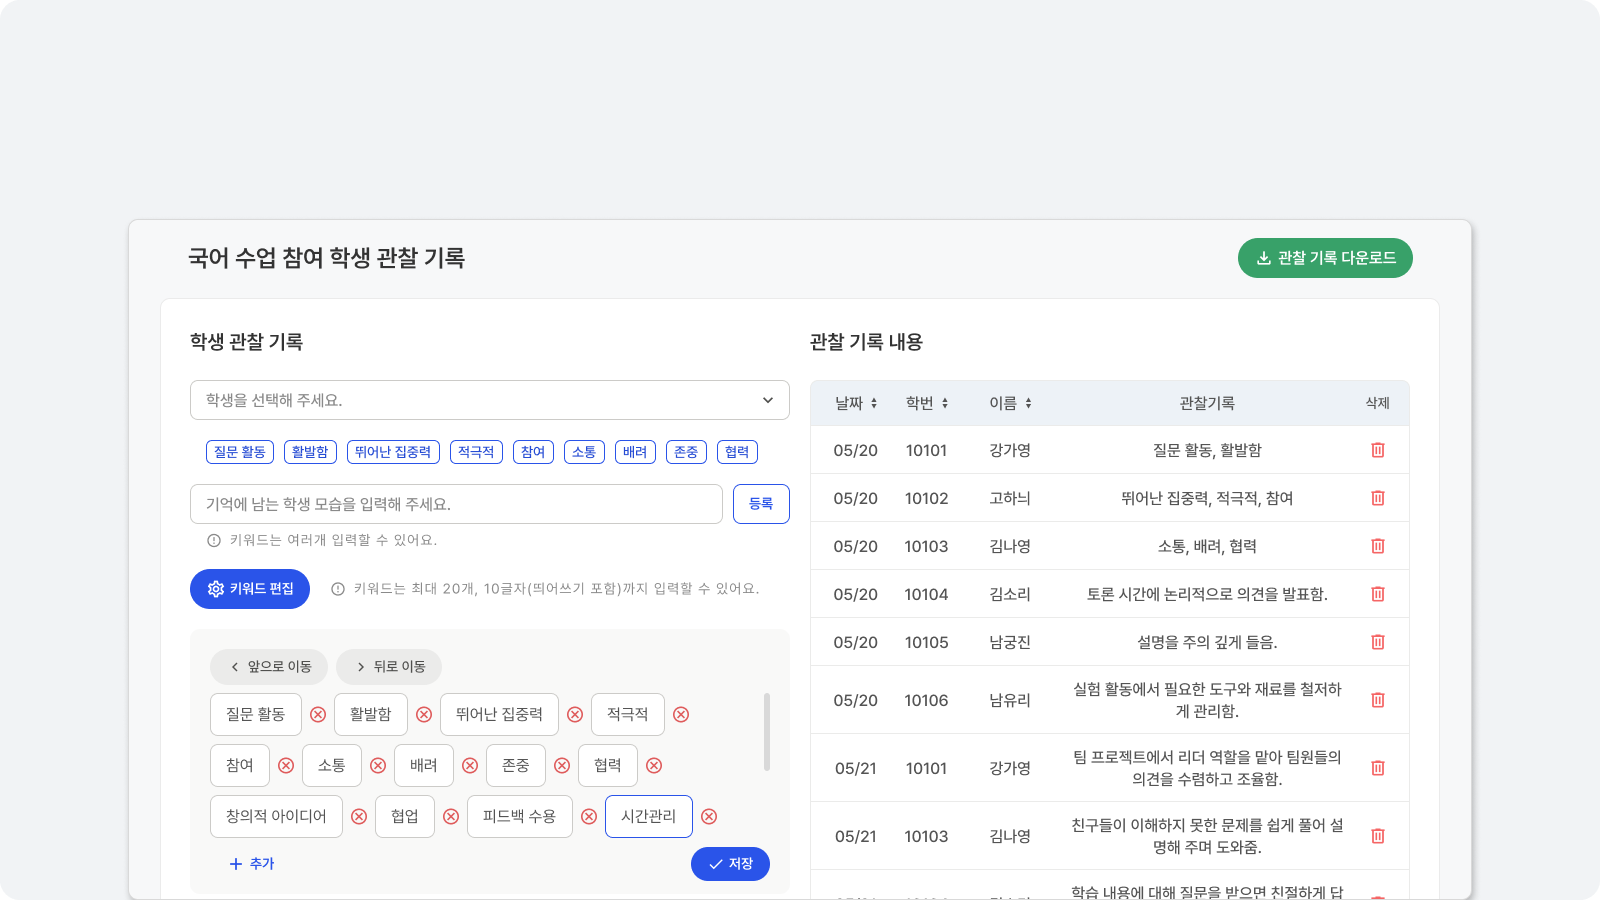 국어 수업 참여 학생 관찰 기록
관찰 기록 다운로드
학생 관찰 기록
학생을 선택해 주세요.
질문 활동 활발함 뛰어난 집중력 적극적 참여 소통 배려 존중 협력
기억에 남는 학생 모습을 입력해 주세요. 등록
키워드는 여러개 입력할 수 있어요.
키워드 편집 키워드는 최대 20개, 10글자(띄어쓰기 포함)까지 입력할 수 있어요.
앞으로 이동 뒤로 이동
질문 활동 활발함 뛰어난 집중력 적극적
참여 소통 배려 존중 협력
창의적 아이디어 협업 피드백 수용 시간관리
추가 저장
관찰 기록 내용
날짜 학번 이름 관찰기록 삭제
05/20 10101 강가영 질문 활동, 활발함
05/20 10102 고하늬 뛰어난 집중력, 적극적, 참여
05/20 10103 김나영 소통, 배려, 협력
05/20 10104 김소리 토론 시간에 논리적으로 의견을 발표함.
05/20 10105 남궁진 설명을 주의 깊게 들음.
05/20 10106 남유리 실험 활동에서 필요한 도구와 재료를 철저하
게 관리함.
05/21 10101 강가영 팀 프로젝트에서 리더 역할을 맡아 팀원들의
의견을 수렴하고 조율함.
05/21 10103 김나영 친구들이 이해하지 못한 문제를 쉽게 풀어 설
명해 주며 도와줌.
학습 내용에 대해 질문을 받으면 친절하게 답